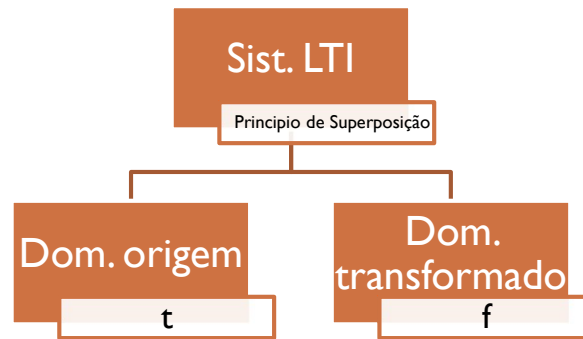 Sist. LTI
Principio de Superposição
Dom. origem
t
Dom.
transformado
f